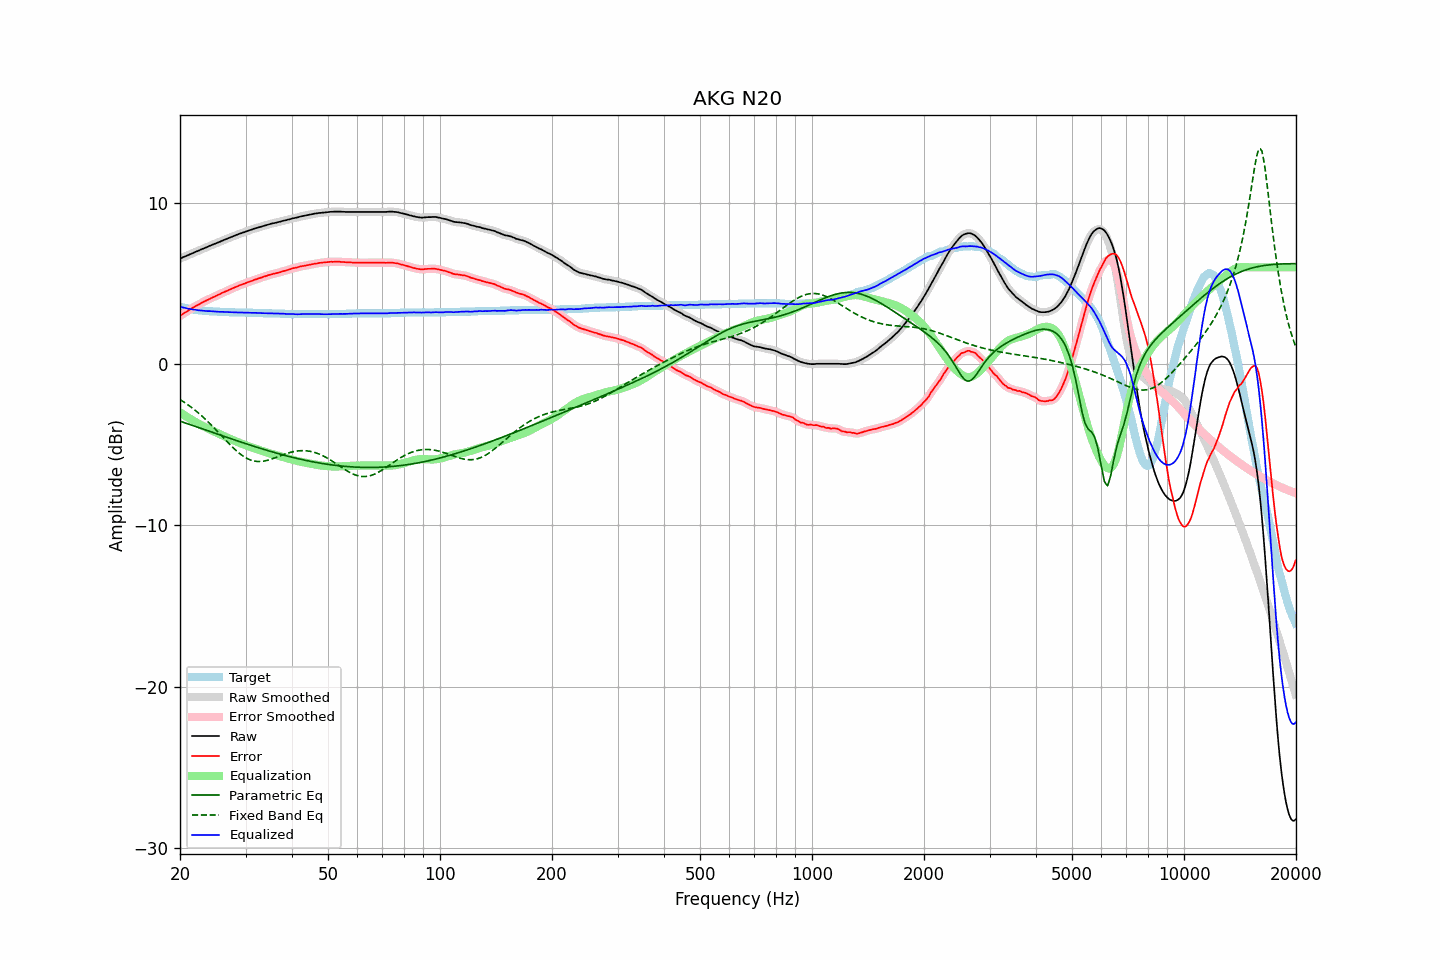 AKG N20
Amplitude (dBr)
10
0
−10
−20
−30
Target
Raw Smoothed
Error Smoothed
Raw
Error
Equalization
Parametric Eq
Fixed Band Eq
Equalized
20 50 100 200 500 1000 2000 5000 10000 20000
Frequency (Hz)